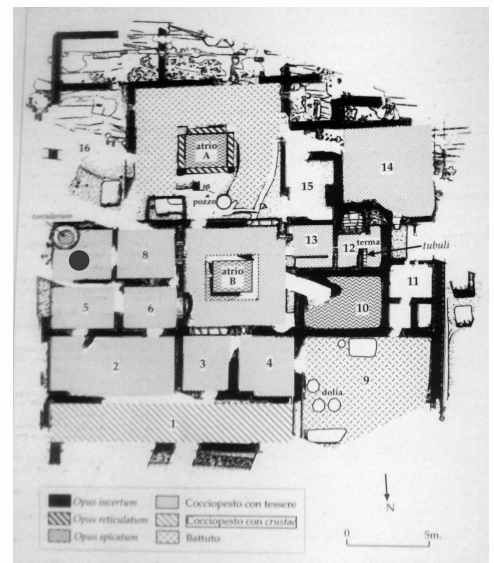 atrio
A
16
14
15
pozzo
torcularium
13
12
terma
tubuli
8
atrio
B
11
5
6
10
2
3
4
9
dolia
1
Opus incertum
Cocciopesto con tessere
Opus reticulatum
Cocciopesto con crustae
Opus spicatum
Battuto
N
0
5m.